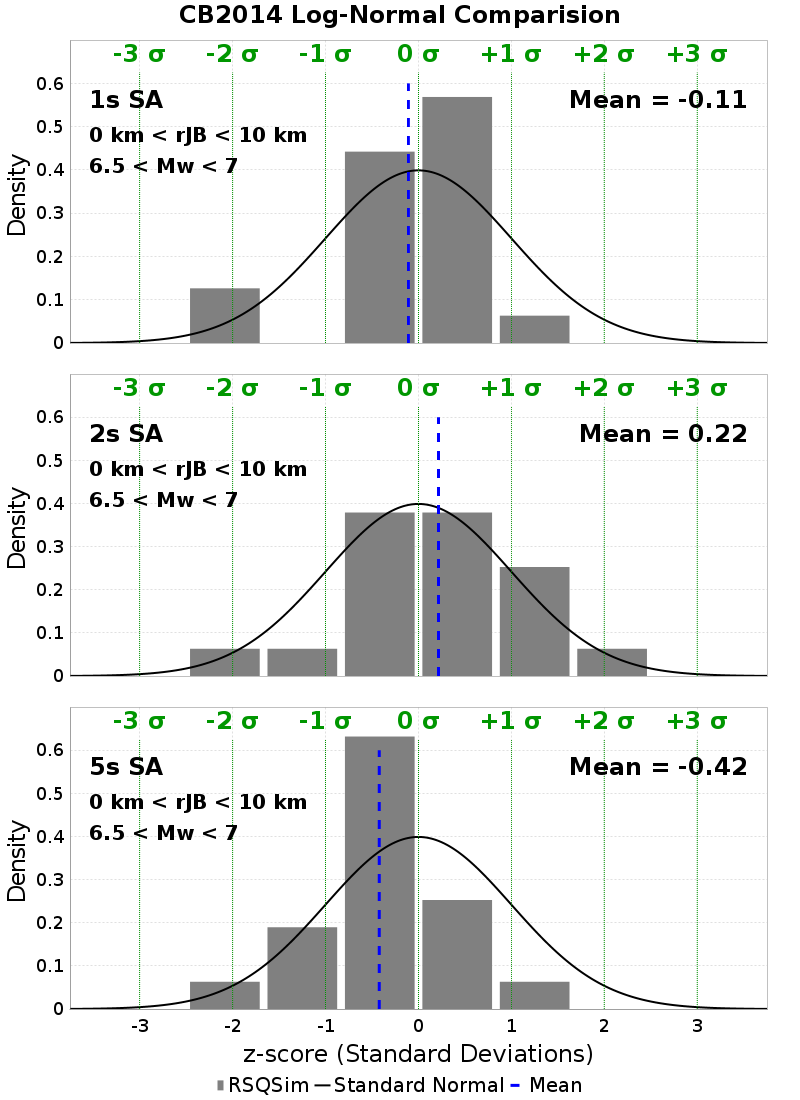 CB2014 Log-Normal Comparision
-3 σ -2 σ -1 σ 0 σ +1 σ +2 σ +3 σ
1s SA
Mean = -0.11
0 km < rJB < 10 km
6.5 < Mw < 7
Density
0.6
0.5
0.4
0.3
0.2
0.1
0
-3 σ -2 σ -1 σ 0 σ +1 σ +2 σ +3 σ
2s SA
Mean = 0.22
0 km < rJB < 10 km
6.5 < Mw < 7
Density
0.6
0.5
0.4
0.3
0.2
0.1
0
-3 σ -2 σ -1 σ 0 σ +1 σ +2 σ +3 σ
5s SA
Mean = -0.42
0 km < rJB < 10 km
6.5 < Mw < 7
Density
0.6
0.5
0.4
0.3
0.2
0.1
0
-3 -2 -1 0 1 2 3
z-score (Standard Deviations)
RSQSim Standard Normal Mean